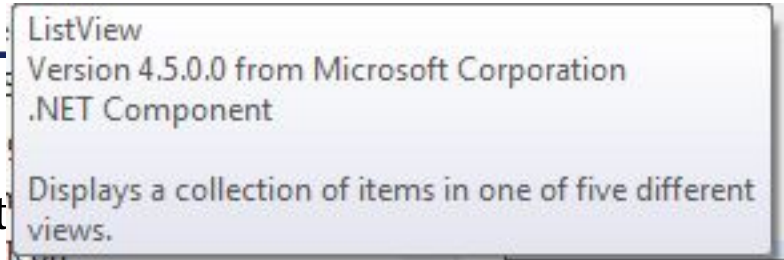 ListView
Version 4.5.0.0 from Microsoft Corporation
.NET Component
Displays a collection of items in one of five different
views.